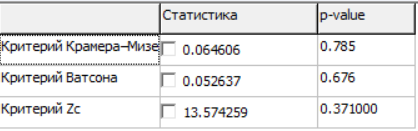 Статистика p-value
Критерий Крамера-Мизе 0.064606 0.785
Критерий Ватсона 0.052637 0.676
Критерий Zc 13.574259 0.371000